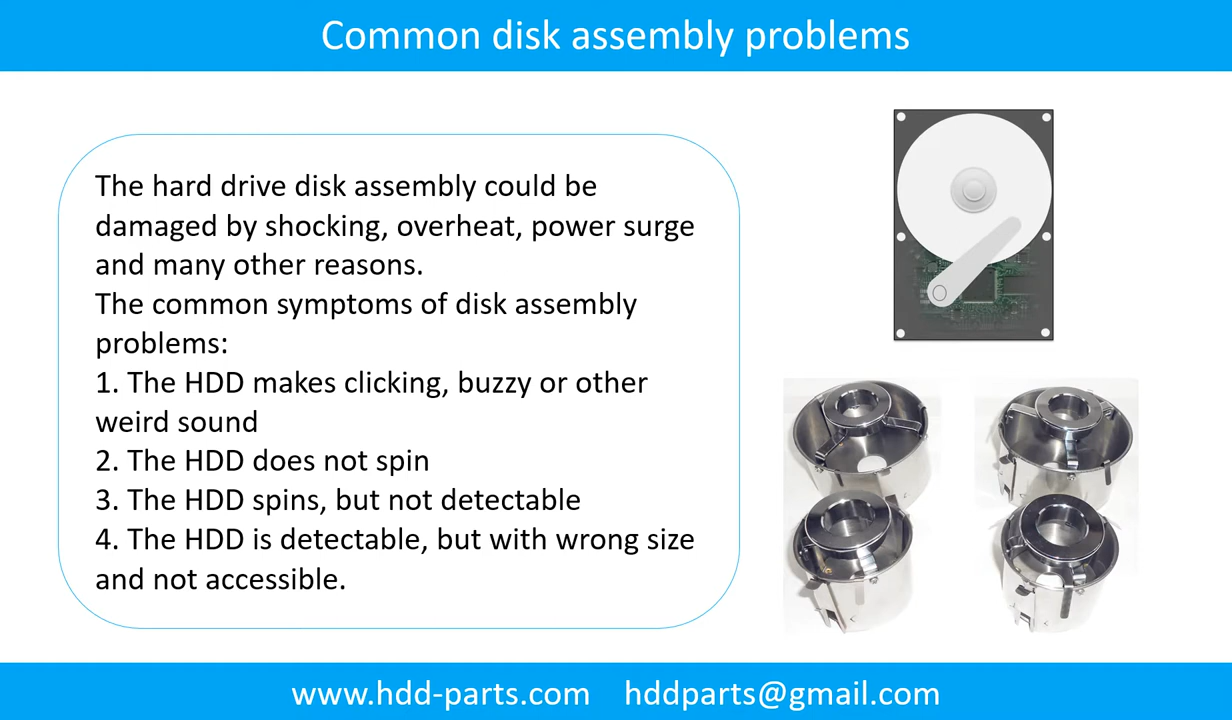 Common disk assembly problems
The hard drive disk assembly could be
damaged by shocking, overheat, power surge
and many other reasons.
The common symptoms of disk assembly
problems:
1. The HDD makes clicking, buzzy or other
weird sound
2. The HDD does not spin
3. The HDD spins, but not detectable
4. The HDD is detectable, but with wrong size
and not accessible.
www.hdd-parts.com hddparts@gmail.com